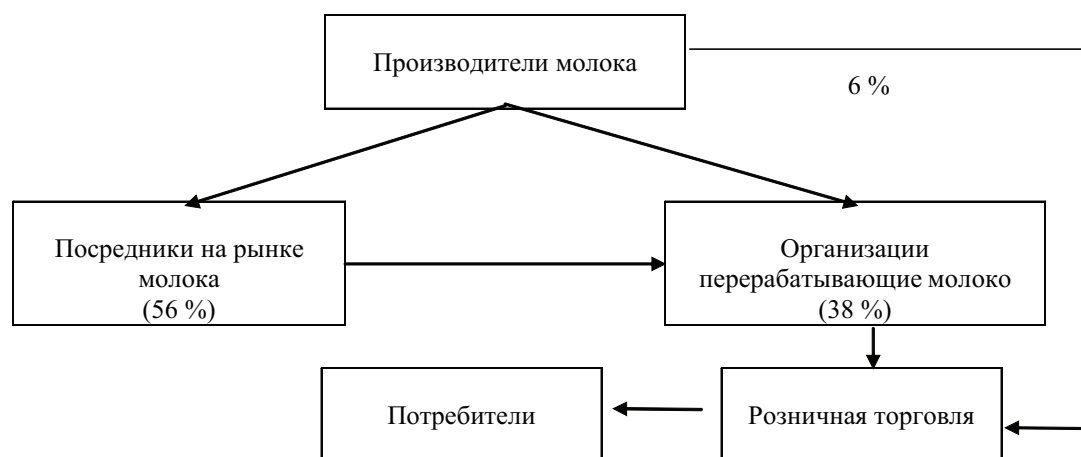 Производители молока
6 %
Посредники на рынке
молока
(56 %)
Организации
перерабатывающие молоко
(38 %)
Потребители
Розничная торговля